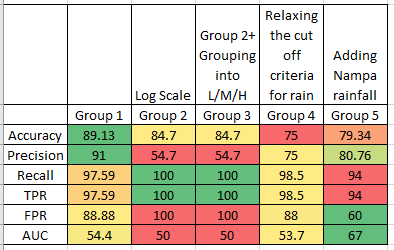 Log Scale
Group 2+
Grouping
into
L/M/H
Relaxing
the cut
off
criteria
for rain
Adding
Nampa
rainfall
Group 1 Group 2 Group 3 Group 4 Group 5
Accuracy 89.13 84.7 84.7 75 79.34
Precision 91 54.7 54.7 75 80.76
Recall 97.59 100 100 98.5 94
TPR 97.59 100 100 98.5 94
FPR 88.88 100 100 88 60
AUC 54.4 50 50 53.7 67